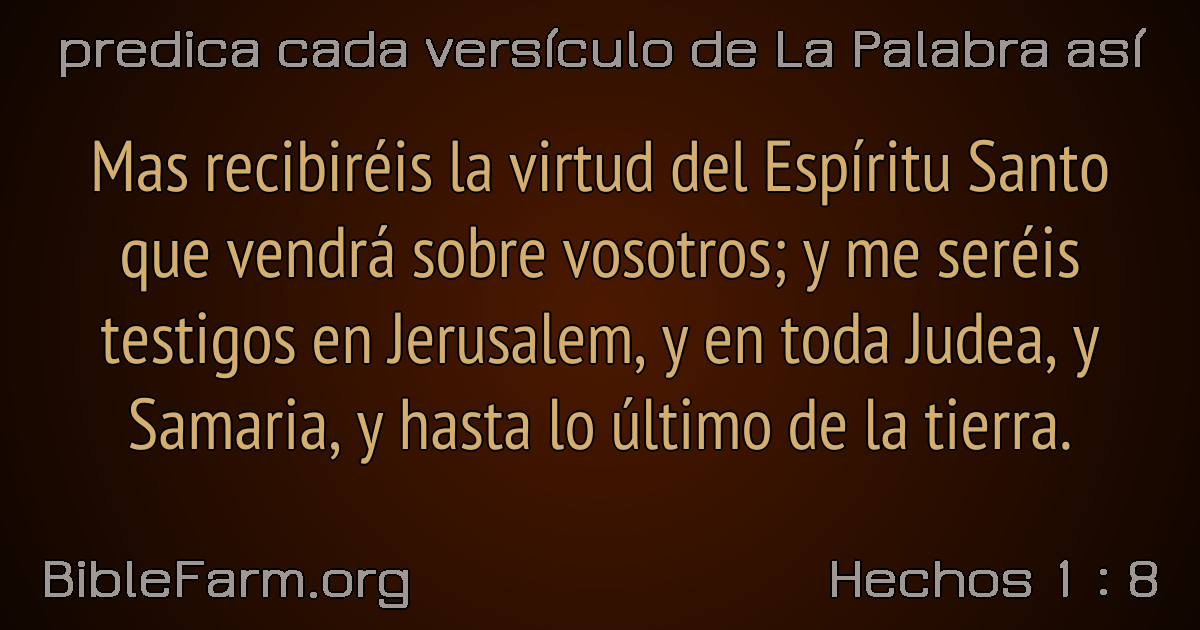 predica cada versículo de La Palabra así
Mas recibiréis la virtud del Espíritu Santo
que vendrá sobre vosotros; y me seréis
testigos en Jerusalem, y en toda Judea, y
Samaria, y hasta lo último de la tierra.
BibleFarm.org
Hechos 1 : 8